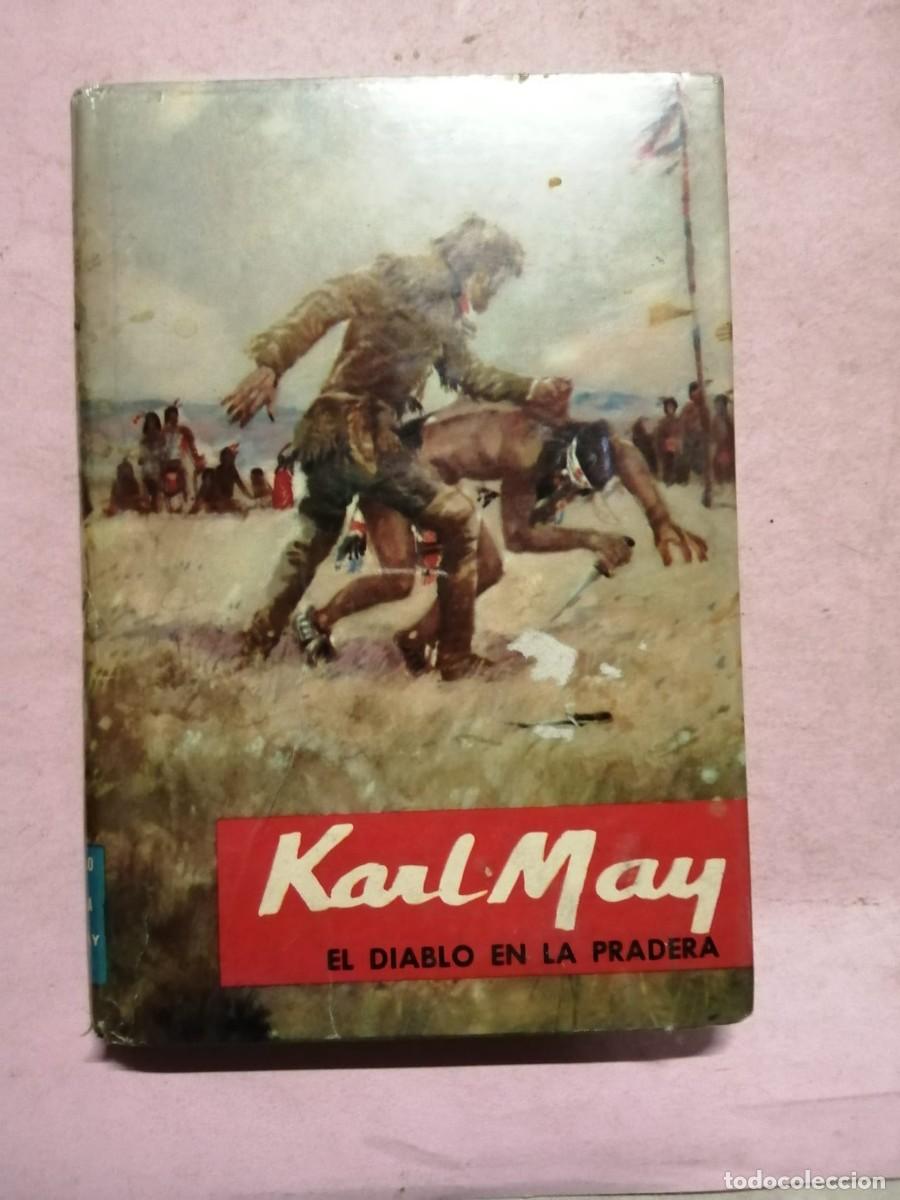 Karl May
EL DIABLO EN LA PRADERA
todocoleccion